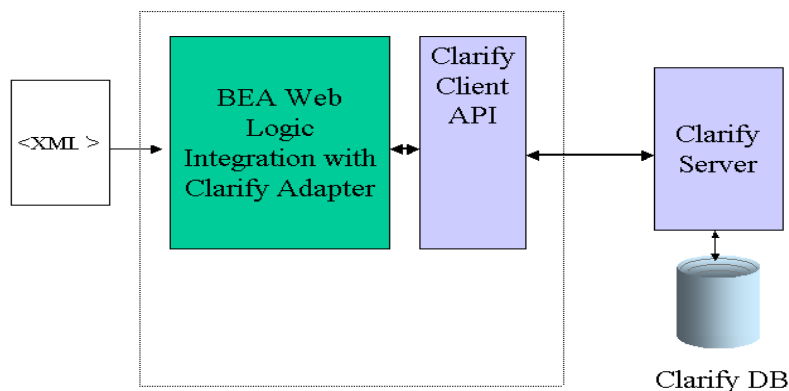 <XML >
BEA Web
Logic
Integration with
Clarify Adapter
Clarify
Client
API
Clarify
Server
Clarify DB